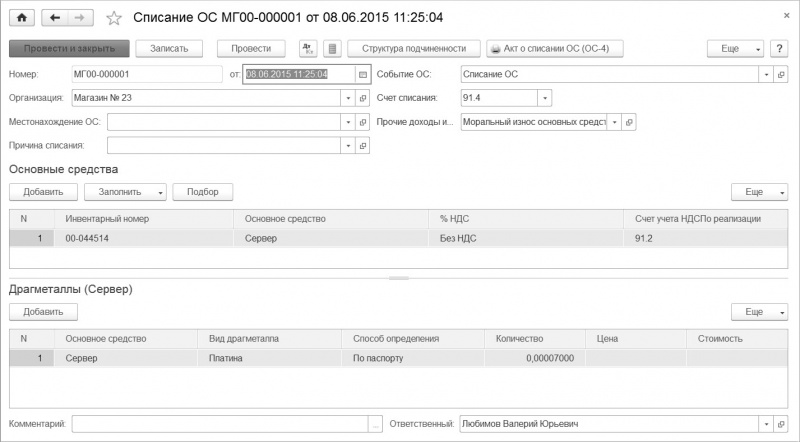 Списание ОС МГ00-000001 от 08.06.2015 11:25:04
Провести и закрыть Записать Провести Дт Кт Структура подчиненности Акт о списании ОС (ОС-4) Еще ?
Номер: МГ00-000001 от: 08.06.2015 11:25:04 Событие ОС: Списание ОС
Организация: Магазин № 23 Счет списания: 91.4
Местонахождение ОС: Прочие доходы и... Моральный износ основных средст
Причина списания:
Основные средства
Добавить Заполнить Подбор Еще
N Инвентарный номер Основное средство % НДС Счет учета НДСПо реализации
1 00-044514 Сервер Без НДС 91.2
Драгметаллы (Сервер)
Добавить Еще
N Основное средство Вид драгметалла Способ определения Количество Цена Стоимость
1 Сервер Платина По паспорту 0,00007000
Комментарий: ... Ответственный: Любимов Валерий Юрьевич